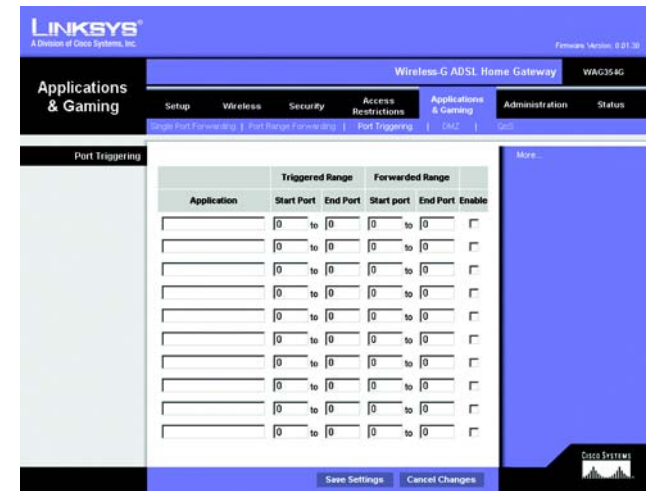 LINKSYS®
A Division of Cisco Systems, Inc.
Firmware Version: 0.01.30
Wireless-G ADSL Home Gateway WAG354G
Applications & Gaming
Setup Wireless Security Access Restrictions Applications & Gaming Administration Status
Single Port Forwarding | Port Range Forwarding | Port Triggering | DMZ | QoS
Port Triggering
More...
Triggered Range Forwarded Range
Application Start Port End Port Start port End Port Enable
0 to 0 0 to 0
0 to 0 0 to 0
0 to 0 0 to 0
0 to 0 0 to 0
0 to 0 0 to 0
0 to 0 0 to 0
0 to 0 0 to 0
0 to 0 0 to 0
0 to 0 0 to 0
0 to 0 0 to 0
Save Settings Cancel Changes
CISCO SYSTEMS